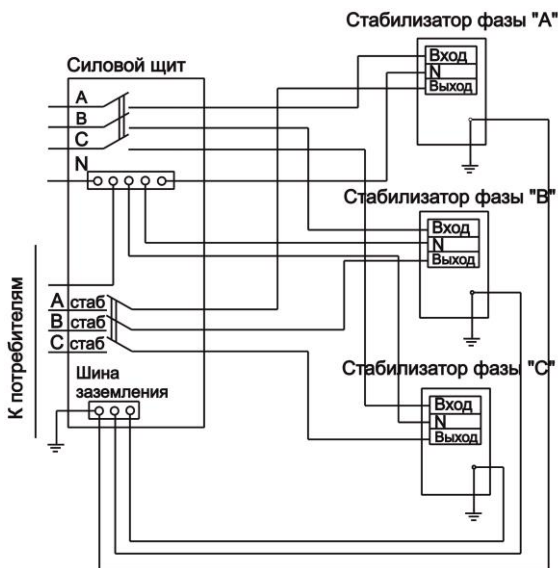 Стабилизатор фазы "А"
Вход
N
Выход
Силовой щит
А
В
С
N
Стабилизатор фазы "В"
Вход
N
Выход
К потребителям
А стаб
В стаб
С стаб
Шина
заземления
Стабилизатор фазы "С"
Вход
N
Выход